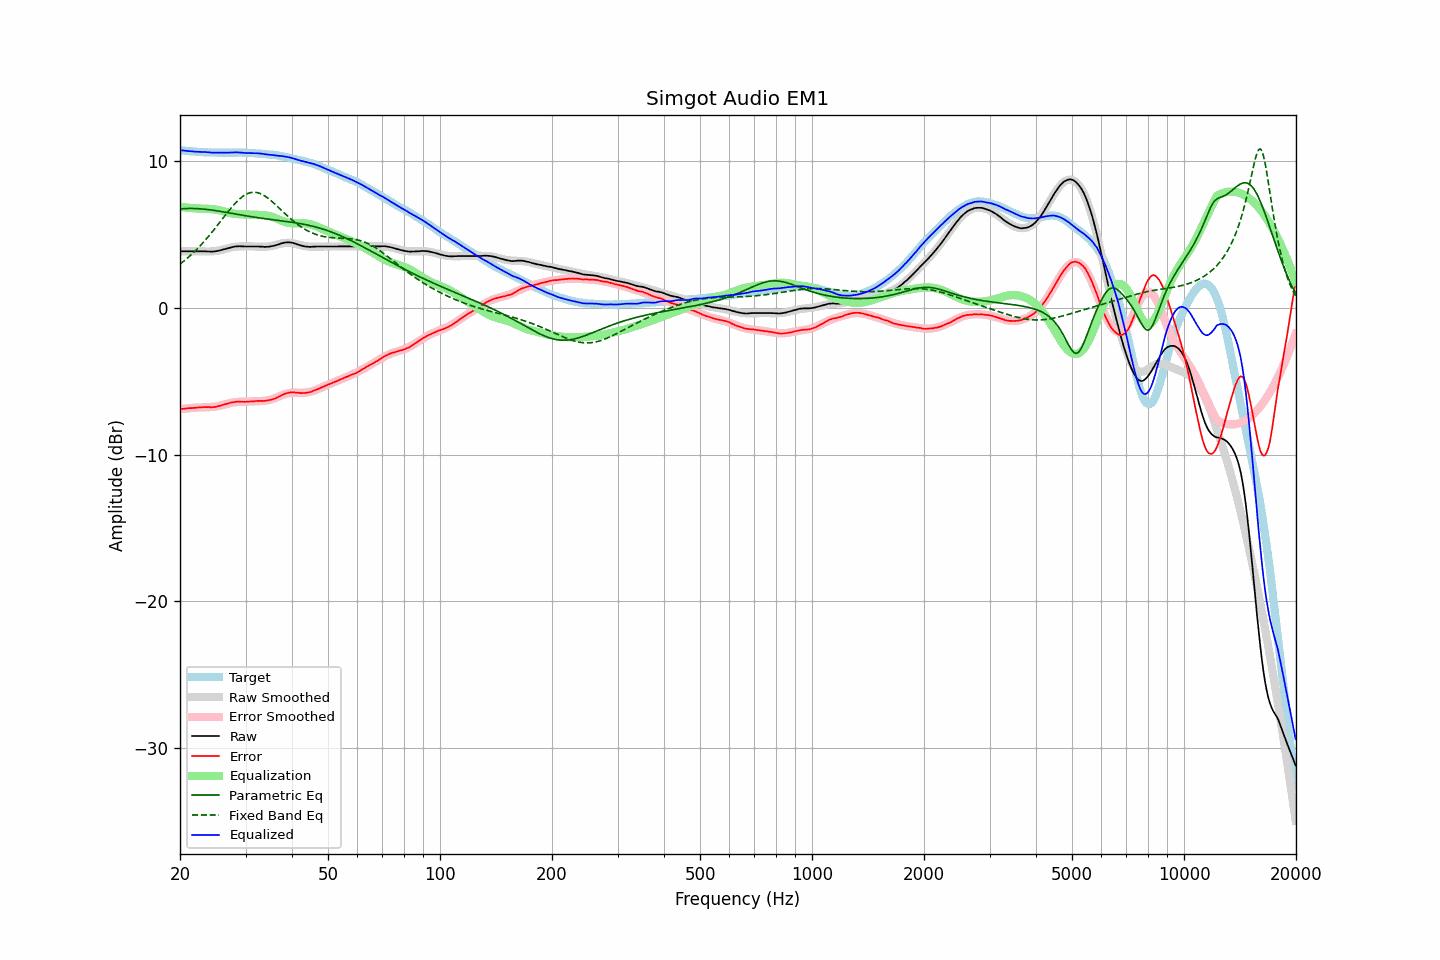 Simgot Audio EM1
Amplitude (dBr)
10
0
−10
−20
−30
Target
Raw Smoothed
Error Smoothed
Raw
Error
Equalization
Parametric Eq
Fixed Band Eq
Equalized
20 50 100 200 500 1000 2000 5000 10000 20000
Frequency (Hz)